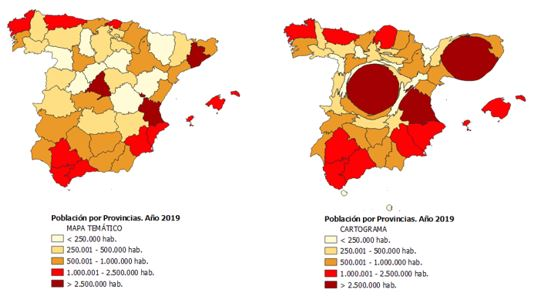 Población por Provincias. Año 2019
MAPA TEMÁTICO
< 250.000 hab.
250.001 - 500.000 hab.
500.001 - 1.000.000 hab.
1.000.001 - 2.500.000 hab.
> 2.500.000 hab.
Población por Provincias. Año 2019
CARTOGRAMA
< 250.000 hab.
250.001 - 500.000 hab.
500.001 - 1.000.000 hab.
1.000.001 - 2.500.000 hab.
> 2.500.000 hab.